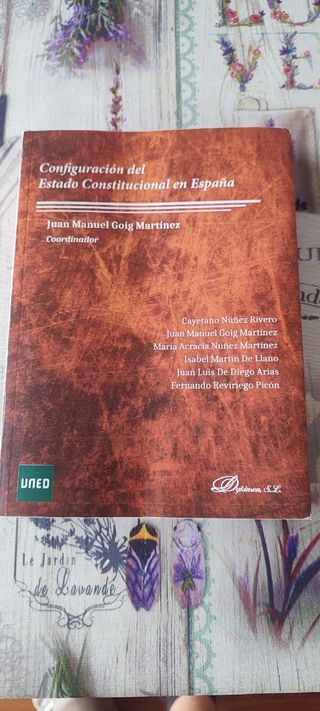 Configuración del
Estado Constitucional en España
Juan Manuel Goig Martínez
Coordinador
Cayetano Núñez Rivero
Juan Manuel Goig Martínez
María Acracia Núñez Martínez
Isabel Martín De Llano
Juan Luis De Diego Arias
Fernando Reviriego Picón
UNED
Dykinson, S.L.
Le Jardin
de Lavande